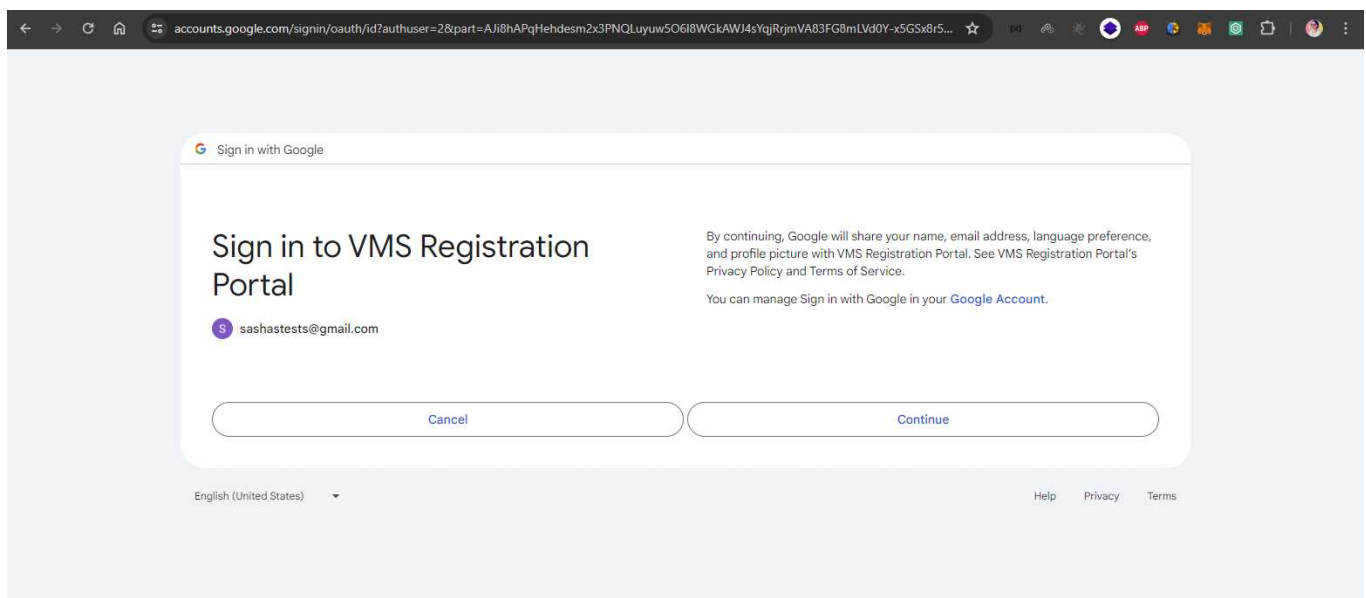 accounts.google.com/signin/oauth/id?authuser=2&part=AJi8hAPqHehdesm2x3PNQLuyuw5O6I8WGkAWJ4sYqjRrjmVA83FG8mLVd0Y-x5GSx8r5...
ABP
G Sign in with Google
Sign in to VMS Registration
Portal
S sashastests@gmail.com
By continuing, Google will share your name, email address, language preference,
and profile picture with VMS Registration Portal. See VMS Registration Portal's
Privacy Policy and Terms of Service.
You can manage Sign in with Google in your Google Account.
Cancel
Continue
English (United States)
Help Privacy Terms